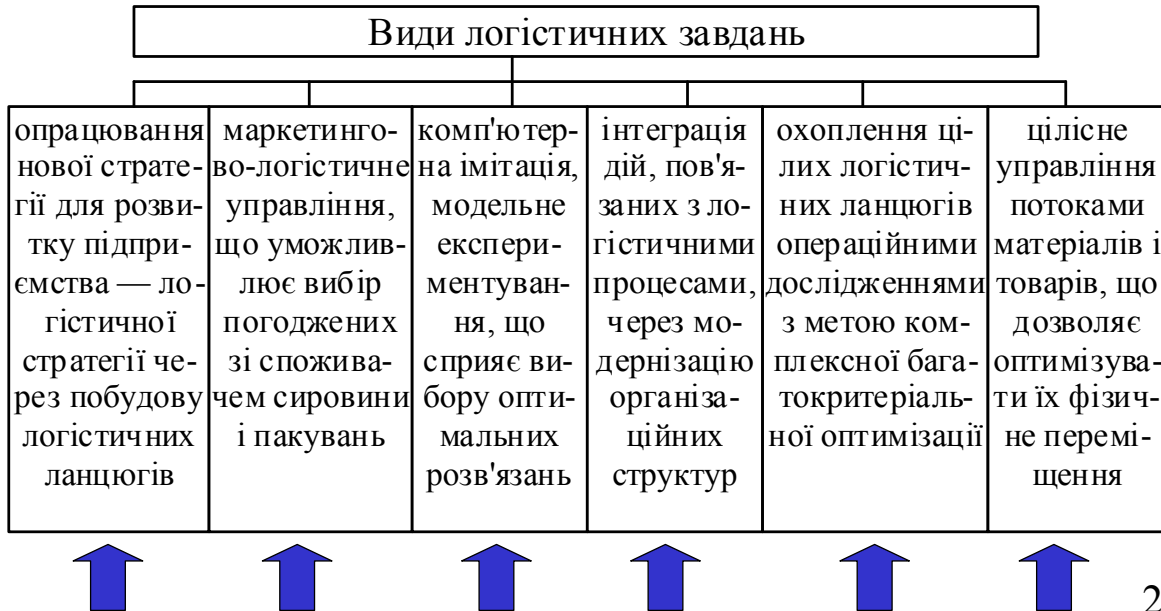 Види логістичних завдань
опрацювання
нової страте-
гії для розви-
тку підпри-
ємства — ло-
гістичної
стратегії че-
рез побудову
логістичних
ланцюгів
маркетинго-
во-логістичне
управління,
що уможлив-
лює вибір
погоджених
зі спожива-
чем сировини
і пакувань
комп'ютер-
на імітація,
модельне
експери-
ментуван-
ня, що
сприяє ви-
бору опти-
мальних
розв'язань
інтеграція
дій, пов'я-
заних з ло-
гістичними
процесами,
через мо-
дернізацію
організа-
ційних
структур
охоплення ці-
лих логістич-
них ланцюгів
операційними
дослідженнями
з метою ком-
плексної бага-
токритеріаль-
ної оптимізації
цілісне
управління
потоками
матеріалів і
товарів, що
дозволяє
оптимізува-
ти їх фізич-
не перемі-
щення
2